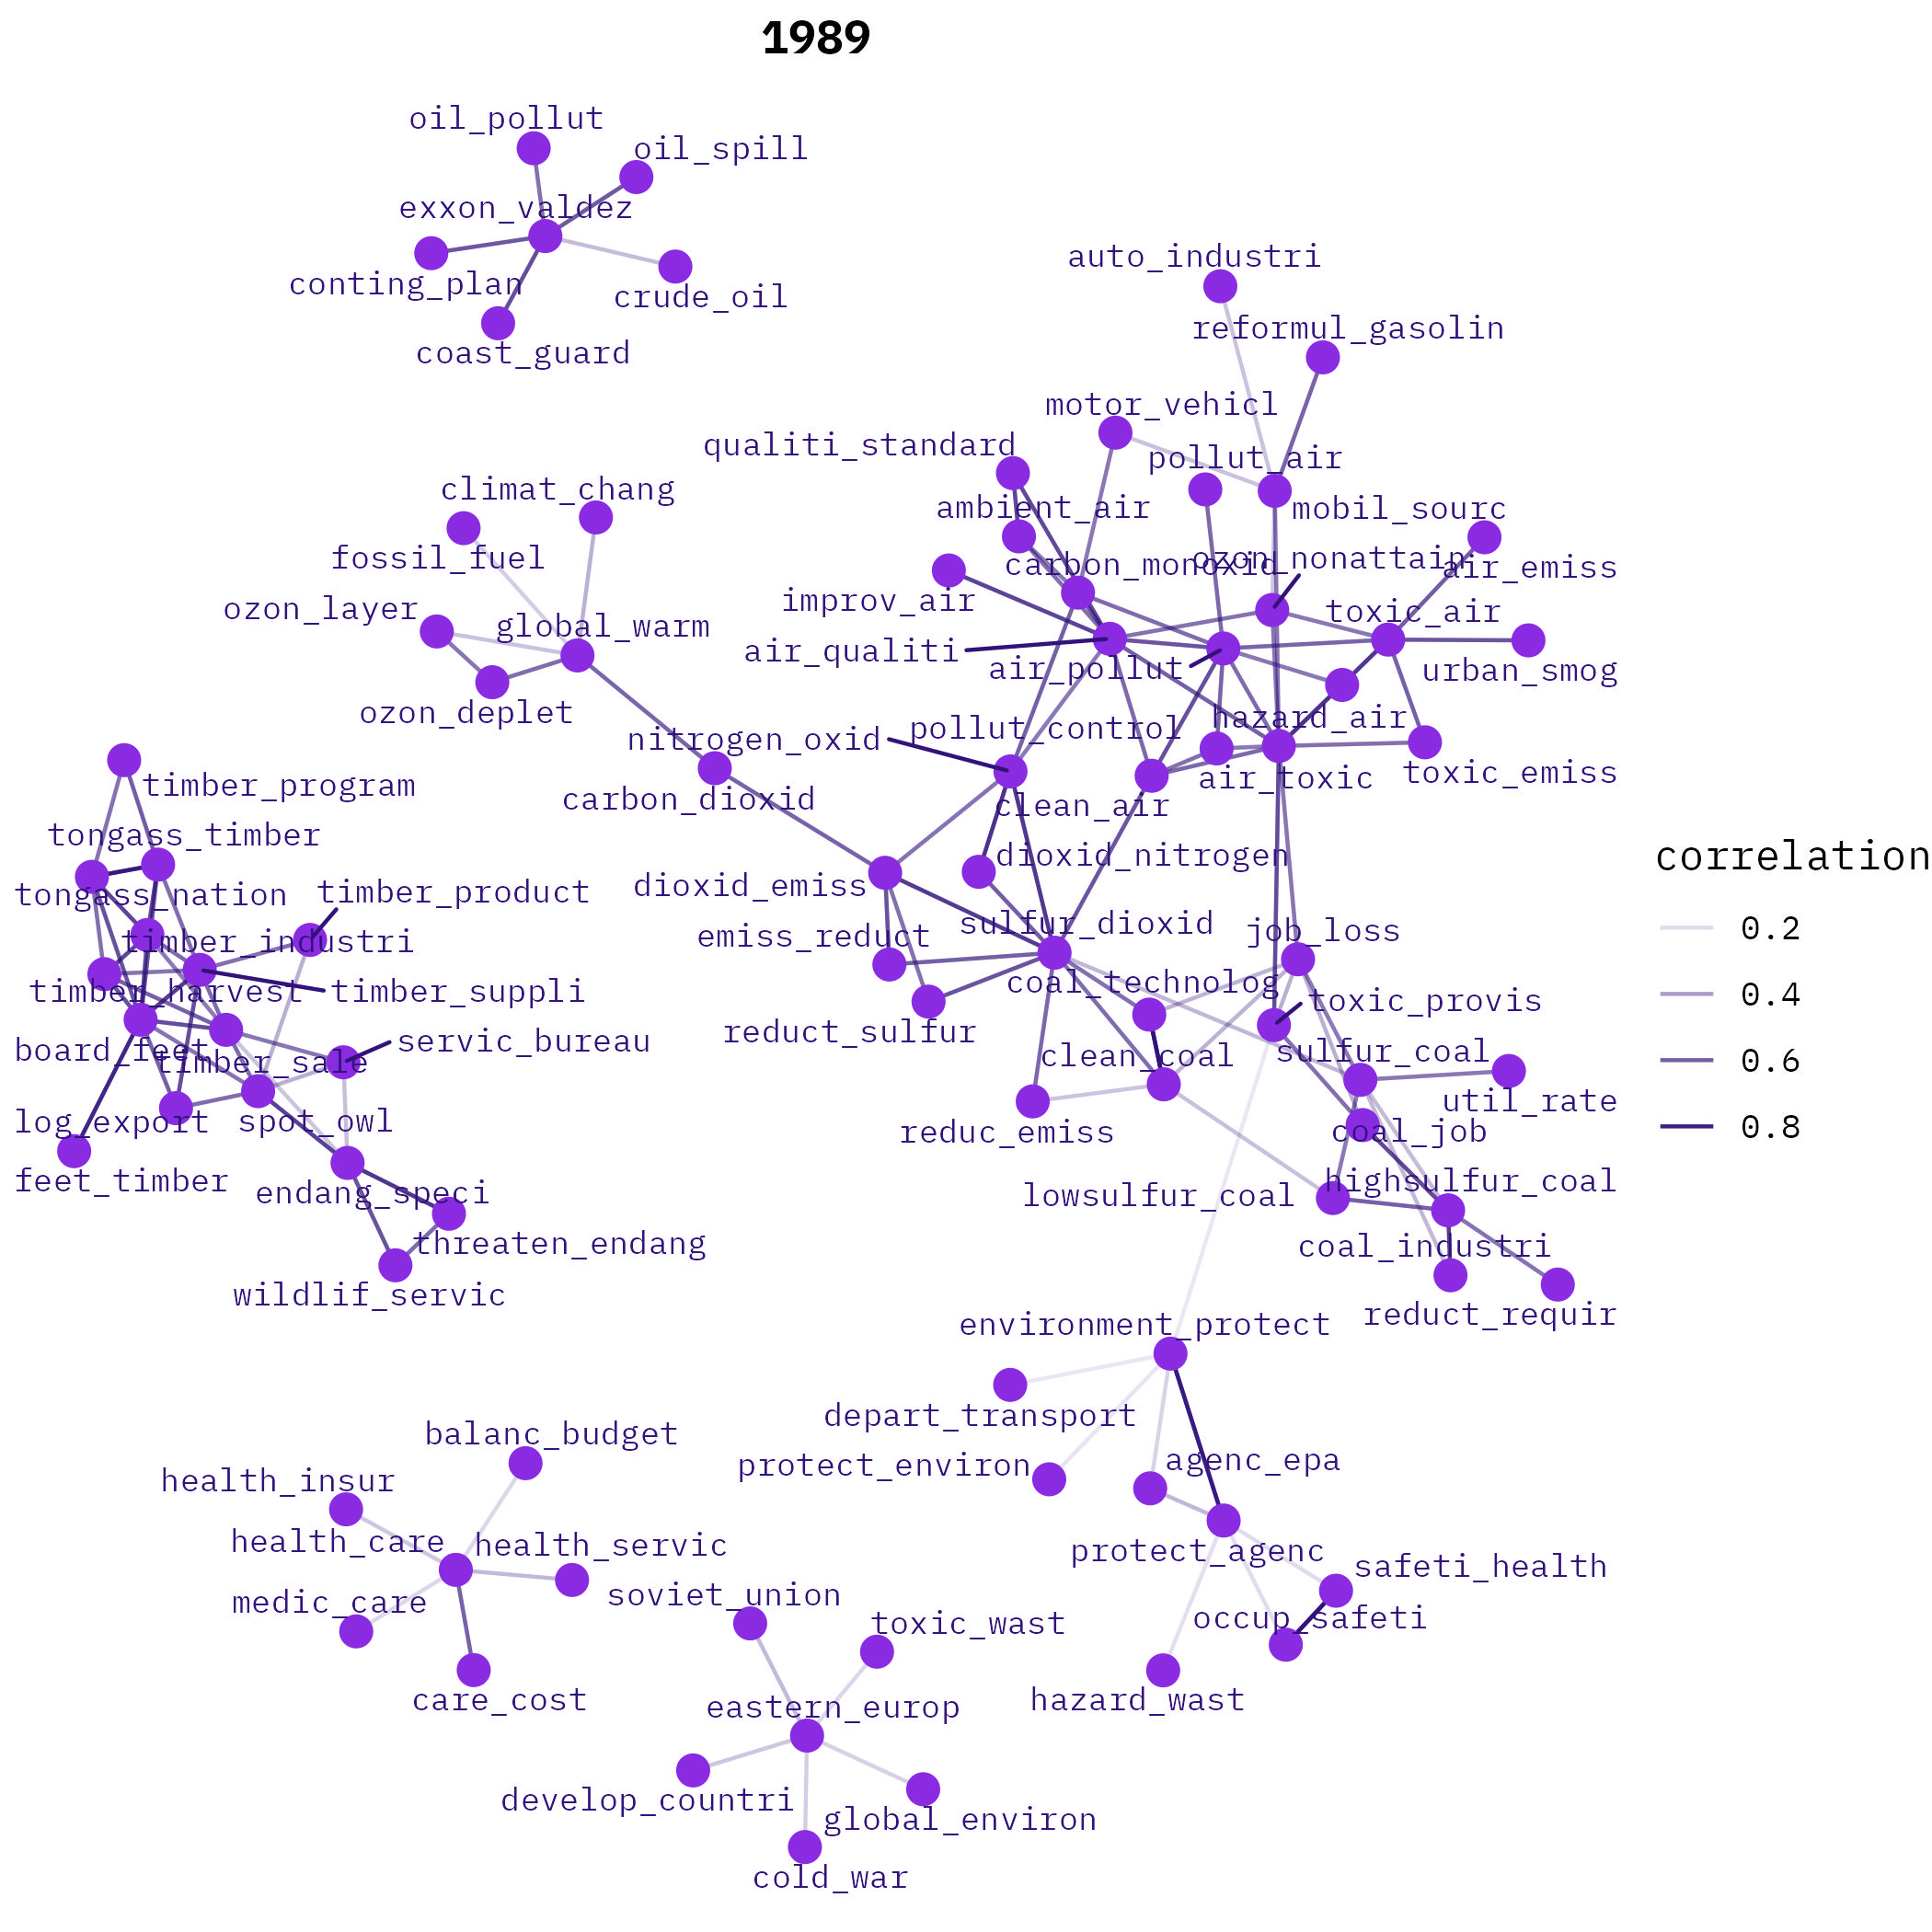 1989
oil_pollut
oil_spill
exxon_valdez
conting_plan
crude_oil
coast_guard
auto_industri
reformul_gasolin
motor_vehicl
qualiti_standard
pollut_air
climat_chang
ambient_air
mobil_sourc
fossil_fuel
carbon_monoxid
ozon_nonattain
air_emiss
improv_air
ozon_layer
global_warm
toxic_air
air_qualiti
air_pollut
urban_smog
ozon_deplet
hazard_air
nitrogen_oxid
pollut_control
timber_program
carbon_dioxid
clean_air
air_toxic
toxic_emiss
tongass_timber
dioxid_nitrogen
correlation
tongass_nation
timber_product
dioxid_emiss
0.2
timber_industri
emiss_reduct
sulfur_dioxid
job_loss
timber_harvest
timber_suppli
coal_technolog
toxic_provis
0.4
board_feet
timber_sale
servic_bureau
reduct_sulfur
clean_coal
sulfur_coal
0.6
log_export
spot_owl
reduc_emiss
util_rate
coal_job
0.8
feet_timber
endang_speci
lowsulfur_coal
highsulfur_coal
threaten_endang
coal_industri
wildlif_servic
environment_protect
reduct_requir
depart_transport
balanc_budget
protect_environ
agenc_epa
health_insur
health_care
health_servic
protect_agenc
safeti_health
medic_care
soviet_union
toxic_wast
occup_safeti
care_cost
eastern_europ
hazard_wast
develop_countri
global_environ
cold_war